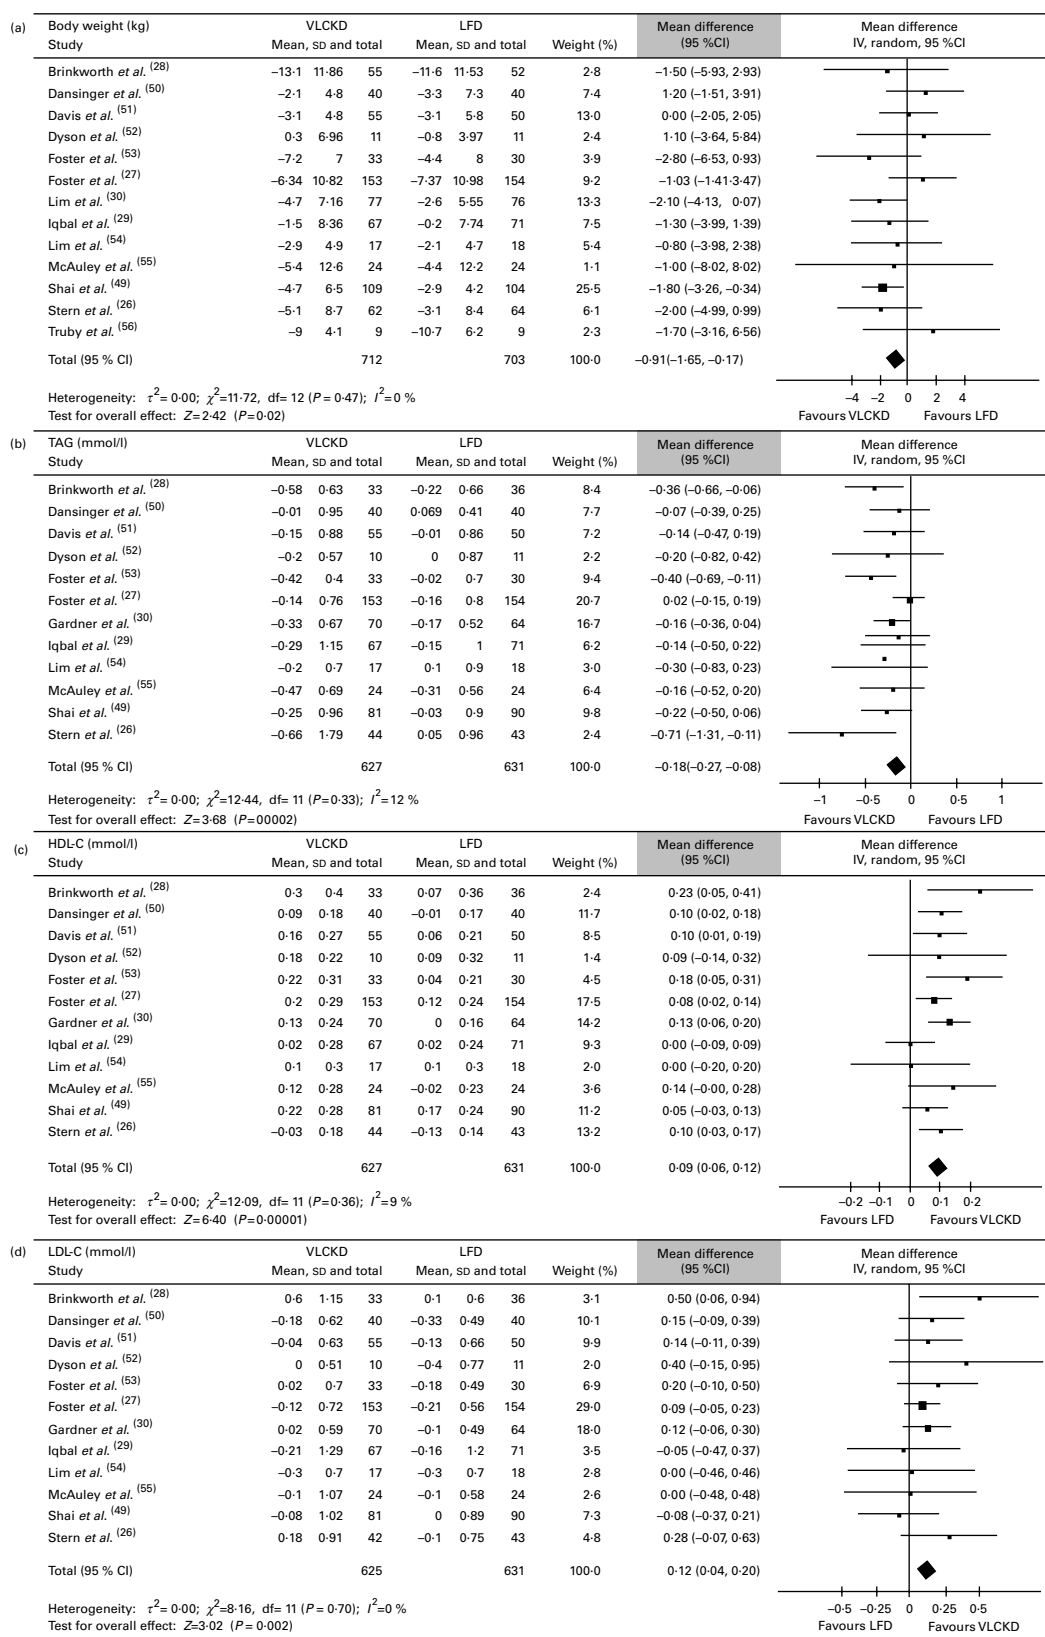 (a) Body weight (kg) VLCKD LFD Mean difference Mean difference
Study Mean, SD and total Mean, SD and total Weight (%) (95 %CI) IV, random, 95 %CI
Brinkworth et al. (28) −13·1 11·86 55 −11·6 11·53 52 2·8 −1·50 (−5·93, 2·93)
Dansinger et al. (50) −2·1 4·8 40 −3·3 7·3 40 7·4 1·20 (−1·51, 3·91)
Davis et al. (51) −3·1 4·8 55 −3·1 5·8 50 13·0 0·00 (−2·05, 2·05)
Dyson et al. (52) 0·3 6·96 11 −0·8 3·97 11 2·4 1·10 (−3·64, 5·84)
Foster et al. (53) −7·2 7 33 −4·4 8 30 3·9 −2·80 (−6·53, 0·93)
Foster et al. (27) −6·34 10·82 153 −7·37 10·98 154 9·2 −1·03 (−1·41·3·47)
Lim et al. (30) −4·7 7·16 77 −2·6 5·55 76 13·3 −2·10 (−4·13, 0·07)
Iqbal et al. (29) −1·5 8·36 67 −0·2 7·74 71 7·5 −1·30 (−3·99, 1·39)
Lim et al. (54) −2·9 4·9 17 −2·1 4·7 18 5·4 −0·80 (−3·98, 2·38)
McAuley et al. (55) −5·4 12·6 24 −4·4 12·2 24 1·1 −1·00 (−8·02, 8·02)
Shai et al. (49) −4·7 6·5 109 −2·9 4·2 104 25·5 −1·80 (−3·26, −0·34)
Stern et al. (26) −5·1 8·7 62 −3·1 8·4 64 6·1 −2·00 (−4·99, 0·99)
Truby et al. (56) −9 4·1 9 −10·7 6·2 9 2·3 −1·70 (−3·16, 6·56)
Total (95 % CI) 712 703 100·0 −0·91(−1·65, −0·17)
Heterogeneity: τ2= 0·00; χ2=11·72, df= 12 (P = 0·47); I2=0 %
−4 −2 0 2 4
Test for overall effect: Z=2·42 (P=0·02) Favours VLCKD Favours LFD
(b) TAG (mmol/l) VLCKD LFD Mean difference Mean difference
Study Mean, SD and total Mean, SD and total Weight (%) (95 %CI) IV, random, 95 %CI
Brinkworth et al. (28) −0·58 0·63 33 −0·22 0·66 36 8·4 −0·36 (−0·66, −0·06)
Dansinger et al. (50) −0·01 0·95 40 0·069 0·41 40 7·7 −0·07 (−0·39, 0·25)
Davis et al. (51) −0·15 0·88 55 −0·01 0·86 50 7·2 −0·14 (−0·47, 0·19)
Dyson et al. (52) −0·2 0·57 10 0 0·87 11 2·2 −0·20 (−0·82, 0·42)
Foster et al. (53) −0·42 0·4 33 −0·02 0·7 30 9·4 −0·40 (−0·69, −0·11)
Foster et al. (27) −0·14 0·76 153 −0·16 0·8 154 20·7 0·02 (−0·15, 0·19)
Gardner et al. (30) −0·33 0·67 70 −0·17 0·52 64 16·7 −0·16 (−0·36, 0·04)
Iqbal et al. (29) −0·29 1·15 67 −0·15 1 71 6·2 −0·14 (−0·50, 0·22)
Lim et al. (54) −0·2 0·7 17 0·1 0·9 18 3·0 −0·30 (−0·83, 0·23)
McAuley et al. (55) −0·47 0·69 24 −0·31 0·56 24 6·4 −0·16 (−0·52, 0·20)
Shai et al. (49) −0·25 0·96 81 −0·03 0·9 90 9·8 −0·22 (−0·50, 0·06)
Stern et al. (26) −0·66 1·79 44 0·05 0·96 43 2·4 −0·71 (−1·31, −0·11)
Total (95 % CI) 627 631 100·0 −0·18(−0·27, −0·08)
Heterogeneity: τ2= 0·00; χ2=12·44, df= 11 (P=0·33); I2=12 %
−1 −0·5 0 0·5 1
Test for overall effect: Z=3·68 (P=00002) Favours VLCKD Favours LFD
(c) HDL-C (mmol/l) VLCKD LFD Mean difference Mean difference
Study Mean, SD and total Mean, SD and total Weight (%) (95 %CI) IV, random, 95 %CI
Brinkworth et al. (28) 0·3 0·4 33 0·07 0·36 36 2·4 0·23 (0·05, 0·41)
Dansinger et al. (50) 0·09 0·18 40 −0·01 0·17 40 11·7 0·10 (0·02, 0·18)
Davis et al. (51) 0·16 0·27 55 0·06 0·21 50 8·5 0·10 (0·01, 0·19)
Dyson et al. (52) 0·18 0·22 10 0·09 0·32 11 1·4 0·09 (−0·14, 0·32)
Foster et al. (53) 0·22 0·31 33 0·04 0·21 30 4·5 0·18 (0·05, 0·31)
Foster et al. (27) 0·2 0·29 153 0·12 0·24 154 17·5 0·08 (0·02, 0·14)
Gardner et al. (30) 0·13 0·24 70 0 0·16 64 14·2 0·13 (0·06, 0·20)
Iqbal et al. (29) 0·02 0·28 67 0·02 0·24 71 9·3 0·00 (−0·09, 0·09)
Lim et al. (54) 0·1 0·3 17 0·1 0·3 18 2·0 0·00 (−0·20, 0·20)
McAuley et al. (55) 0·12 0·28 24 −0·02 0·23 24 3·6 0·14 (−0·00, 0·28)
Shai et al. (49) 0·22 0·28 81 0·17 0·24 90 11·2 0·05 (−0·03, 0·13)
Stern et al. (26) −0·03 0·18 44 −0·13 0·14 43 13·2 0·10 (0·03, 0·17)
Total (95 % CI) 627 631 100·0 0·09 (0·06, 0·12)
Heterogeneity: τ2= 0·00; χ2=12·09, df= 11 (P=0·36); I2=9 %
−0·2 −0·1 0 0·1 0·2
Test for overall effect: Z=6·40 (P=0·00001) Favours LFD Favours VLCKD
(d) LDL-C (mmol/l) VLCKD LFD Mean difference Mean difference
Study Mean, SD and total Mean, SD and total Weight (%) (95 %CI) IV, random, 95 %CI
Brinkworth et al. (28) 0·6 1·15 33 0·1 0·6 36 3·1 0·50 (0·06, 0·94)
Dansinger et al. (50) −0·18 0·62 40 −0·33 0·49 40 10·1 0·15 (−0·09, 0·39)
Davis et al. (51) −0·04 0·63 55 −0·13 0·66 50 9·9 0·14 (−0·11, 0·39)
Dyson et al. (52) 0 0·51 10 −0·4 0·77 11 2·0 0·40 (−0·15, 0·95)
Foster et al. (53) 0·02 0·7 33 −0·18 0·49 30 6·9 0·20 (−0·10, 0·50)
Foster et al. (27) −0·12 0·72 153 −0·21 0·56 154 29·0 0·09 (−0·05, 0·23)
Gardner et al. (30) 0·02 0·59 70 −0·1 0·49 64 18·0 0·12 (−0·06, 0·30)
Iqbal et al. (29) −0·21 1·29 67 −0·16 1·2 71 3·5 −0·05 (−0·47, 0·37)
Lim et al. (54) −0·3 0·7 17 −0·3 0·7 18 2·8 0·00 (−0·46, 0·46)
McAuley et al. (55) −0·1 1·07 24 −0·1 0·58 24 2·6 0·00 (−0·48, 0·48)
Shai et al. (49) −0·08 1·02 81 0 0·89 90 7·3 −0·08 (−0·37, 0·21)
Stern et al. (26) 0·18 0·91 42 −0·1 0·75 43 4·8 0·28 (−0·07, 0·63)
Total (95 % CI) 625 631 100·0 0·12 (0·04, 0·20)
Heterogeneity: τ2= 0·00; χ2=8·16, df= 11 (P = 0·70); I2=0 %
−0·5 −0·25 0 0·25 0·5
Test for overall effect: Z=3·02 (P = 0·002) Favours LFD Favours VLCKD